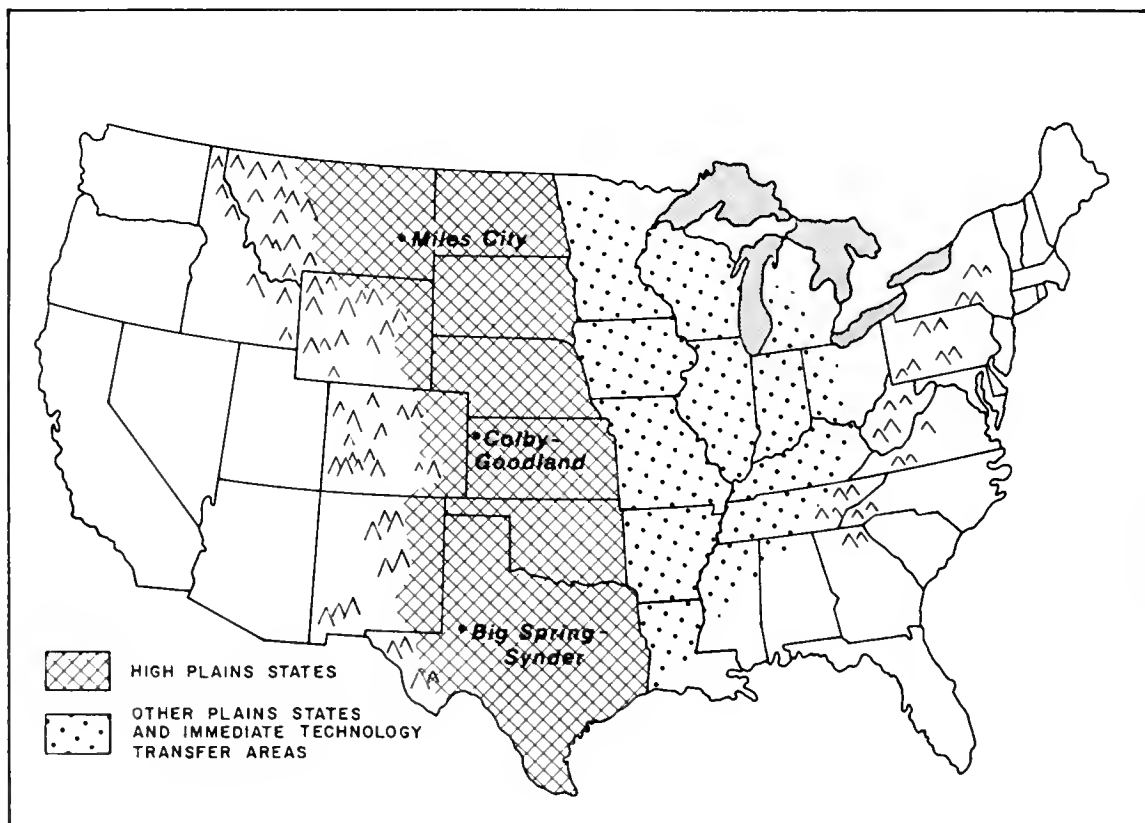 Miles City
Colby-
Goodland
Big Spring-
Synder
HIGH PLAINS STATES
OTHER PLAINS STATES
AND IMMEDIATE TECHNOLOGY
TRANSFER AREAS